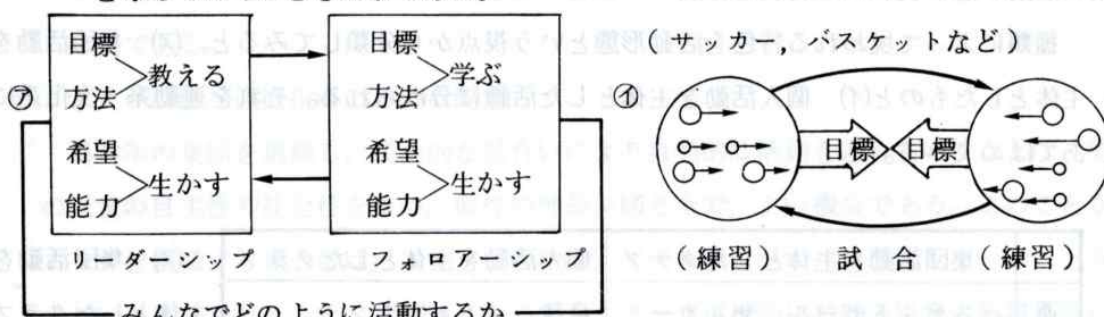 ㋐
目標
方法
教える
希望
能力
生かす
リーダーシップ
目標
方法
学ぶ
希望
能力
生かす
フォローアーシップ
みんなでどのように活動するか
㋑
(サッカー,バスケットなど)
目標 目標
(練習) 試合 (練習)